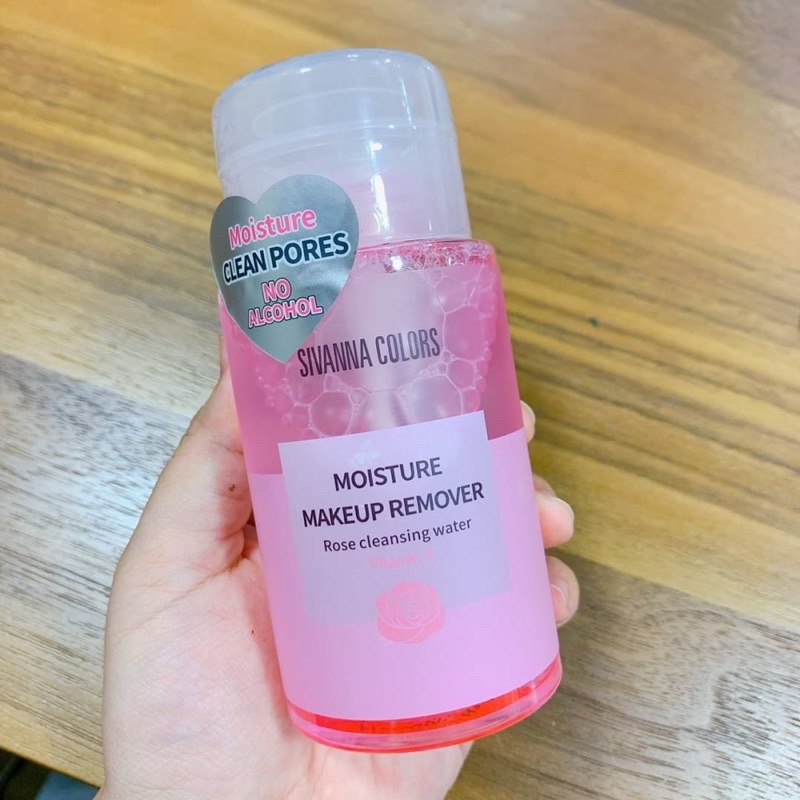 Moisture
CLEAN PORES
NO
ALCOHOL
SIVANNA COLORS
MOISTURE
MAKEUP REMOVER
Rose cleansing water